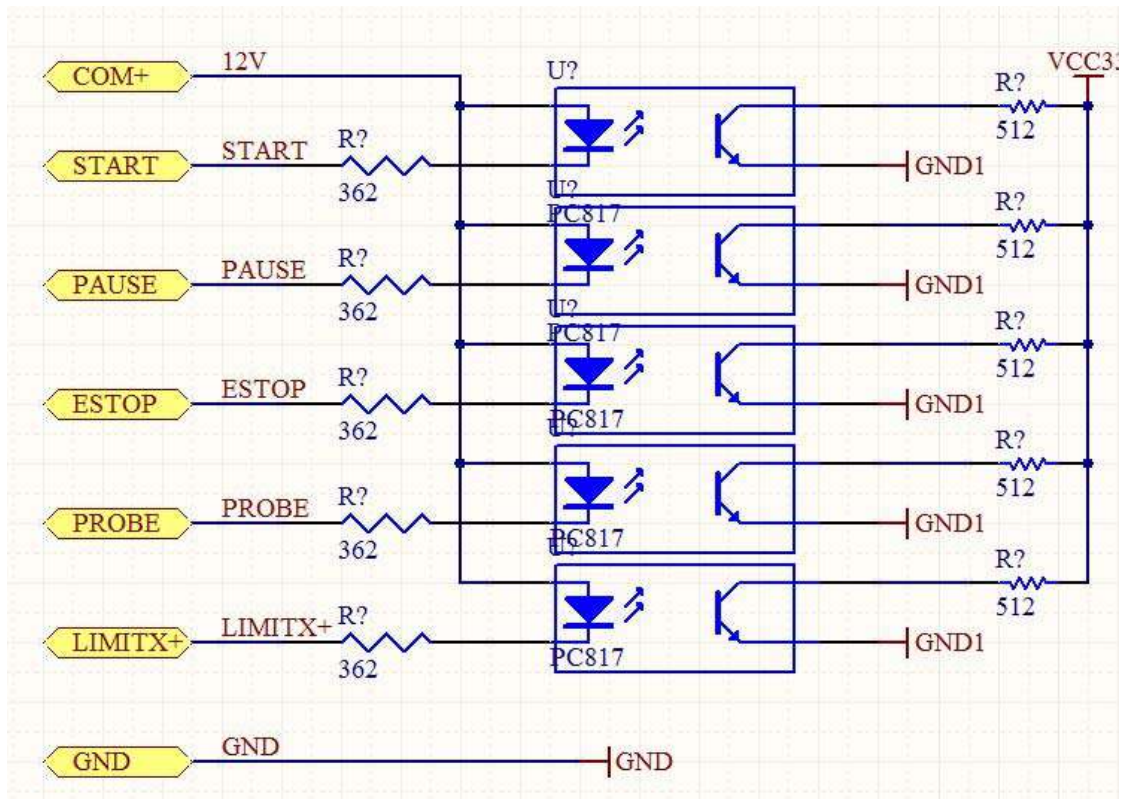 COM+
12V
U?
VCC3
R?
512
START
START
R?
362
GND1
PC817
U?
R?
512
PAUSE
PAUSE
R?
362
GND1
PC817
U?
R?
512
ESTOP
ESTOP
R?
362
GND1
PC817
U?
R?
512
PROBE
PROBE
R?
362
GND1
PC817
U?
R?
512
LIMITX+
LIMITX+
R?
362
GND1
PC817
GND
GND
GND